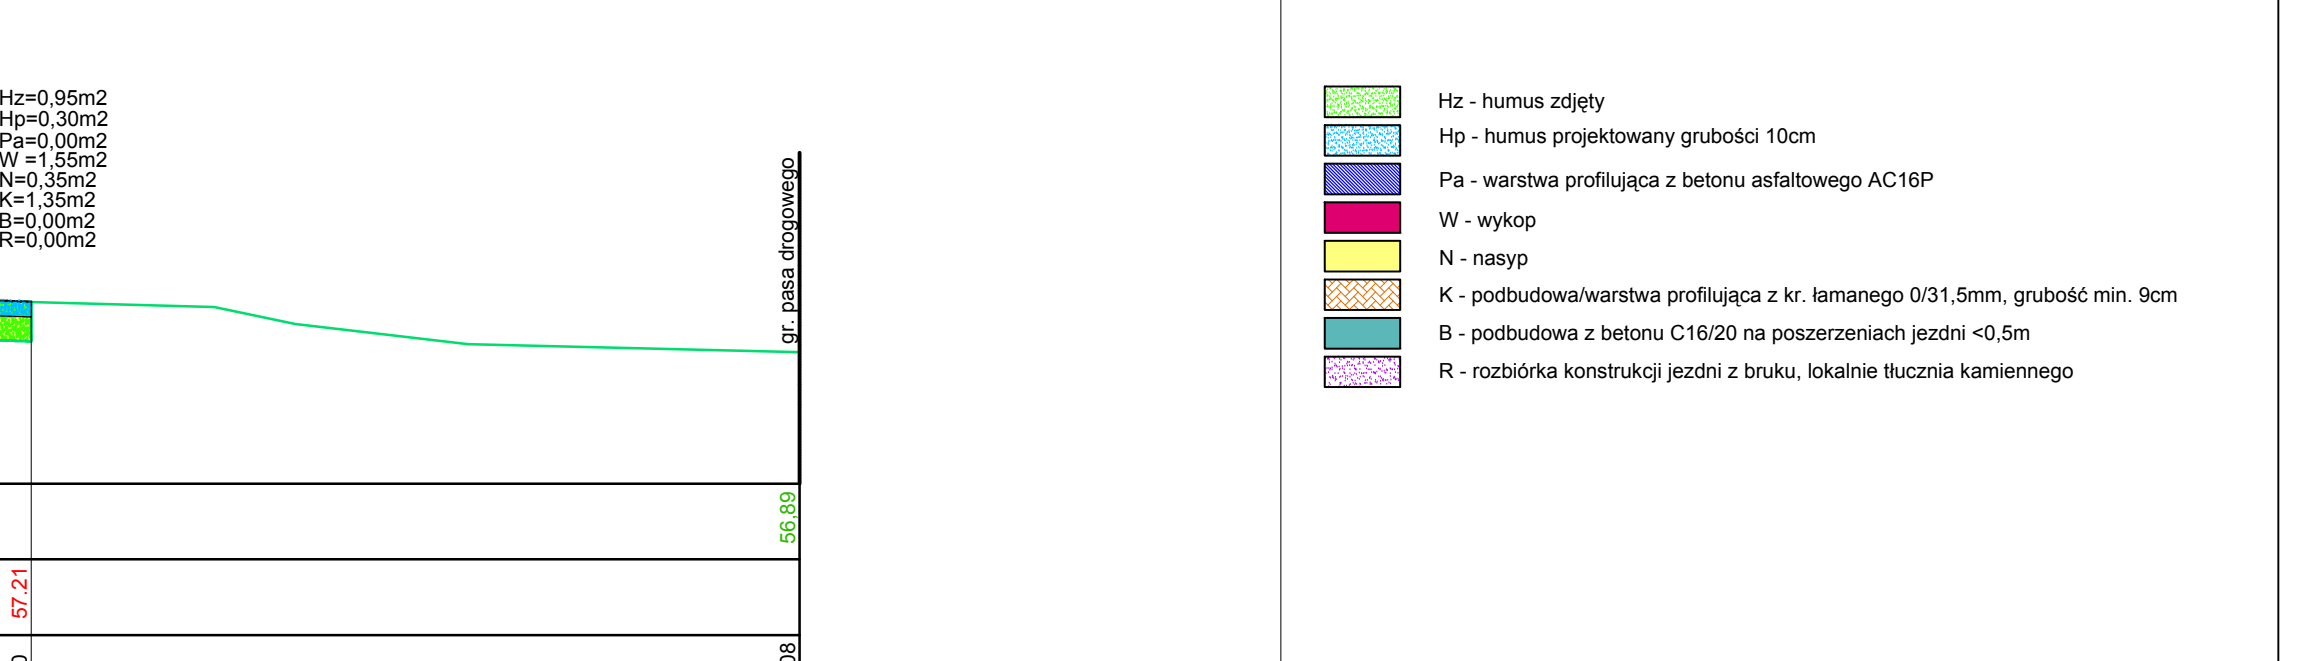 Hz=0,95m2
Hp=0,30m2
Pa=0,00m2
W =1,55m2
N=0,35m2
K=1,35m2
B=0,00m2
R=0,00m2
gr. pasa drogowego
56,89
57.21
Hz - humus zdjęty
Hp - humus projektowany grubości 10cm
Pa - warstwa profilująca z betonu asfaltowego AC16P
W - wykop
N - nasyp
K - podbudowa/warstwa profilująca z kr. łamanego 0/31,5mm, grubość min. 9cm
B - podbudowa z betonu C16/20 na poszerzeniach jezdni <0,5m
R - rozbiórka konstrukcji jezdni z bruku, lokalnie tłucznia kamiennego